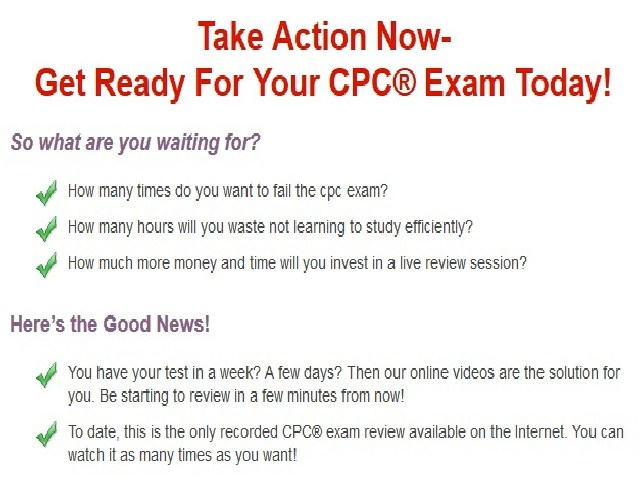 Take Action Now-
Get Ready For Your CPC® Exam Today!
So what are you waiting for?
How many times do you want to fail the cpc exam?
How many hours will you waste not learning to study efficiently?
How much more money and time will you invest in a live review session?
Here's the Good News!
You have your test in a week? A few days? Then our online videos are the solution for
you. Be starting to review in a few minutes from now!
To date, this is the only recorded CPC® exam review available on the Internet. You can
watch it as many times as you want!